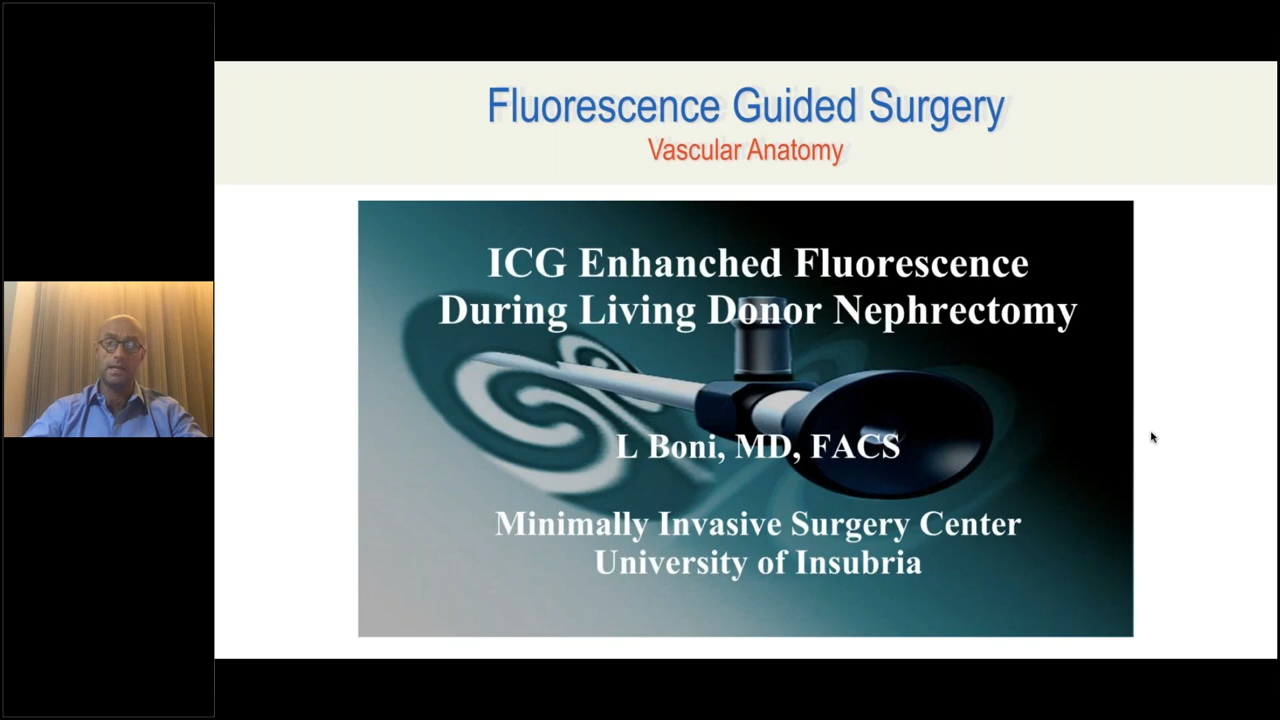 Fluorescence Guided Surgery
Vascular Anatomy
ICG Enhanched Fluorescence
During Living Donor Nephrectomy
L Boni, MD, FACS
Minimally Invasive Surgery Center
University of Insubria